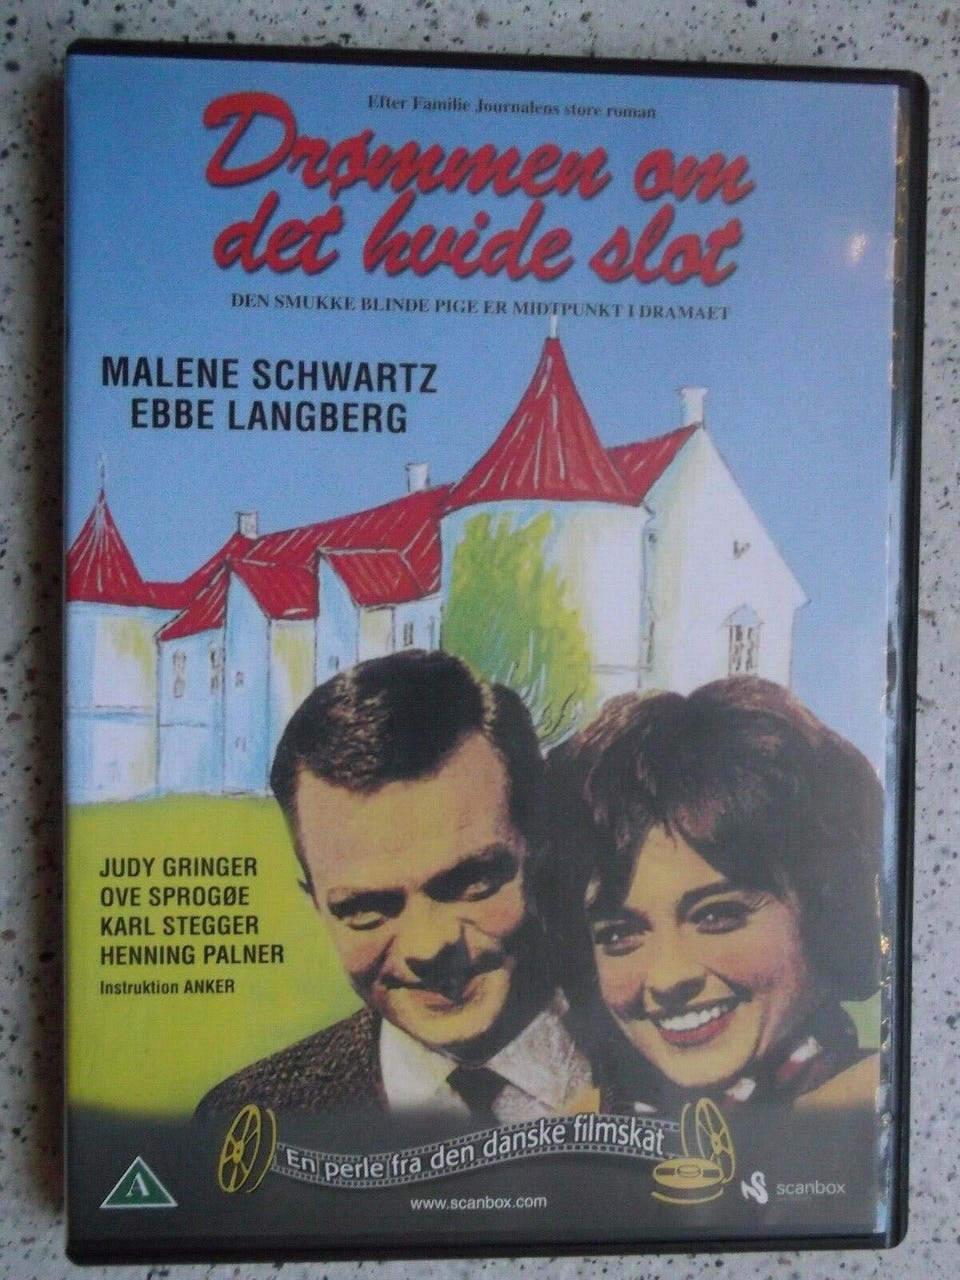 Efter Familie Journalens store roman
Drømmen om
det hvide slot
DEN SMUKKE BLINDE PIGE ER MIDTPUNKT I DRAMAET
MALENE SCHWARTZ
EBBE LANGBERG
JUDY GRINGER
OVE SPROGØE
KARL STEGGER
HENNING PALNER
Instruktion ANKER
En perle fra den danske filmskat
A
www.scanbox.com
scanbox